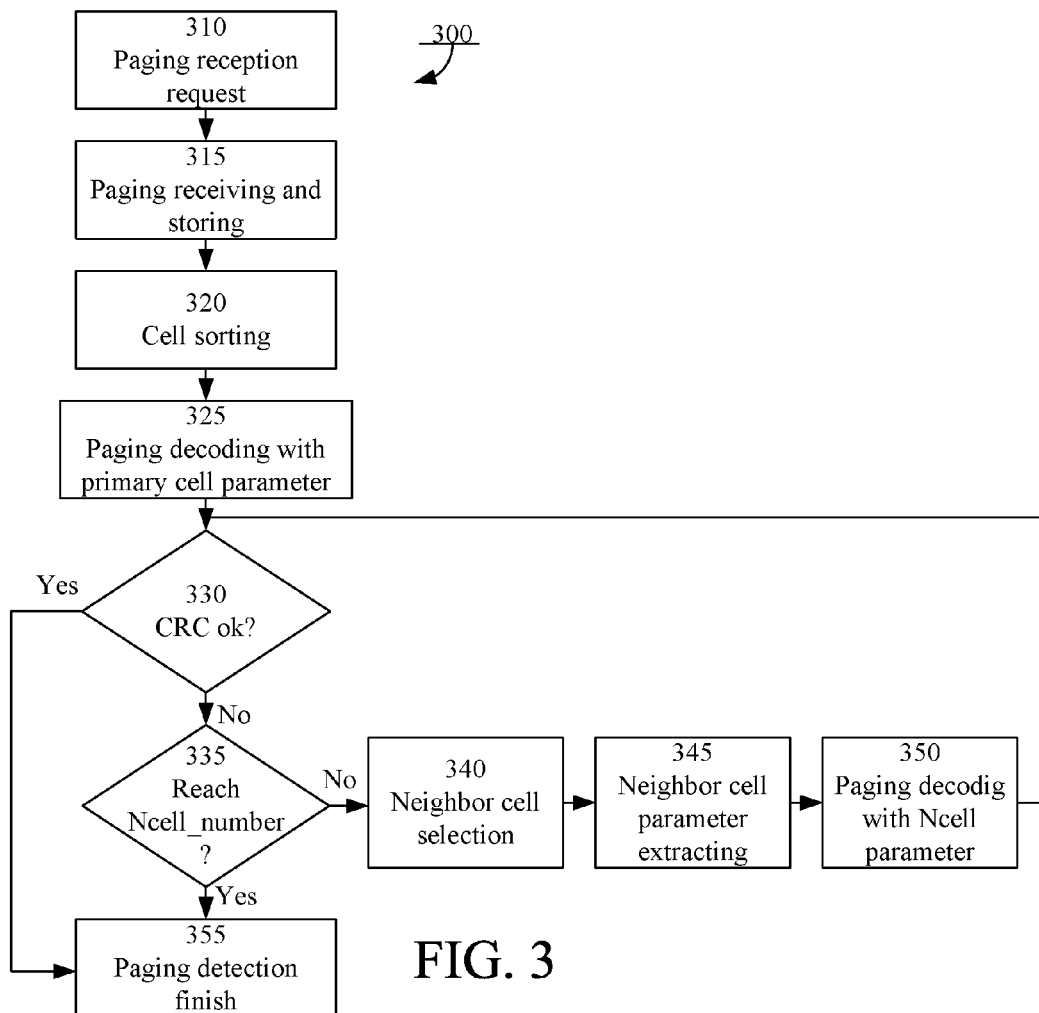 310
Paging reception
request
300
315
Paging receiving and
storing
320
Cell sorting
325
Paging decoding with
primary cell parameter
Yes
330
CRC ok?
No
335
Reach
Ncell_number
?
No
340
Neighbor cell
selection
345
Neighbor cell
parameter
extracting
350
Paging decodig
with Ncell
parameter
Yes
355
Paging detection
finish
FIG. 3